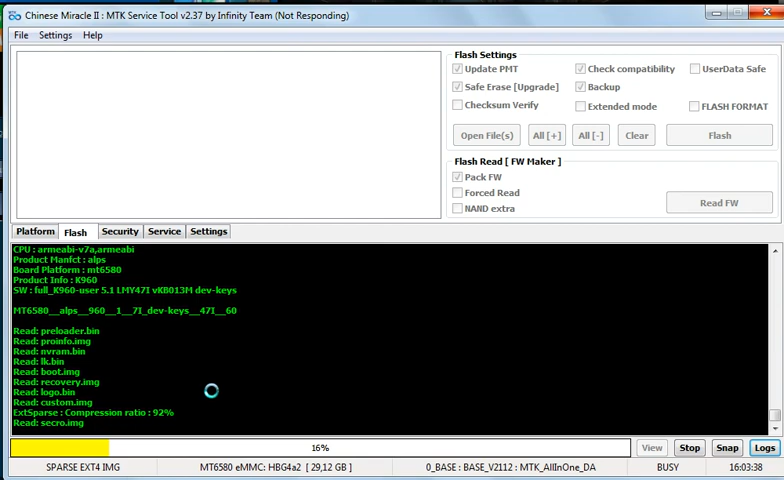 Chinese Miracle II : MTK Service Tool v2.37 by Infinity Team (Not Responding)
File Settings Help
Flash Settings
Update PMT Check compatibility UserData Safe
Safe Erase [Upgrade] Backup
Checksum Verify Extended mode FLASH FORMAT
Open File(s) All [+] All [-] Clear Flash
Flash Read [ FW Maker ]
Pack FW
Forced Read
NAND extra
Read FW
Platform Flash Security Service Settings
CPU : armeabi-v7a,armeabi
Product Manfct : alps
Board Platform : mt6580
Product Info : K960
SW : full_K960-user 5.1 LMY47I vKB013M dev-keys
MT6580__alps__960__1__7I_dev-keys__47I__60
Read: preloader.bin
Read: proinfo.img
Read: nvram.bin
Read: lk.bin
Read: boot.img
Read: recovery.img
Read: logo.bin
Read: custom.img
ExtSparse : Compression ratio : 92%
Read: secro.img
16% View Stop Snap Logs
SPARSE EXT4 IMG MT6580 eMMC: HBG4a2 [ 29,12 GB ] 0_BASE : BASE_V2112 : MTK_AllInOne_DA BUSY 16:03:38